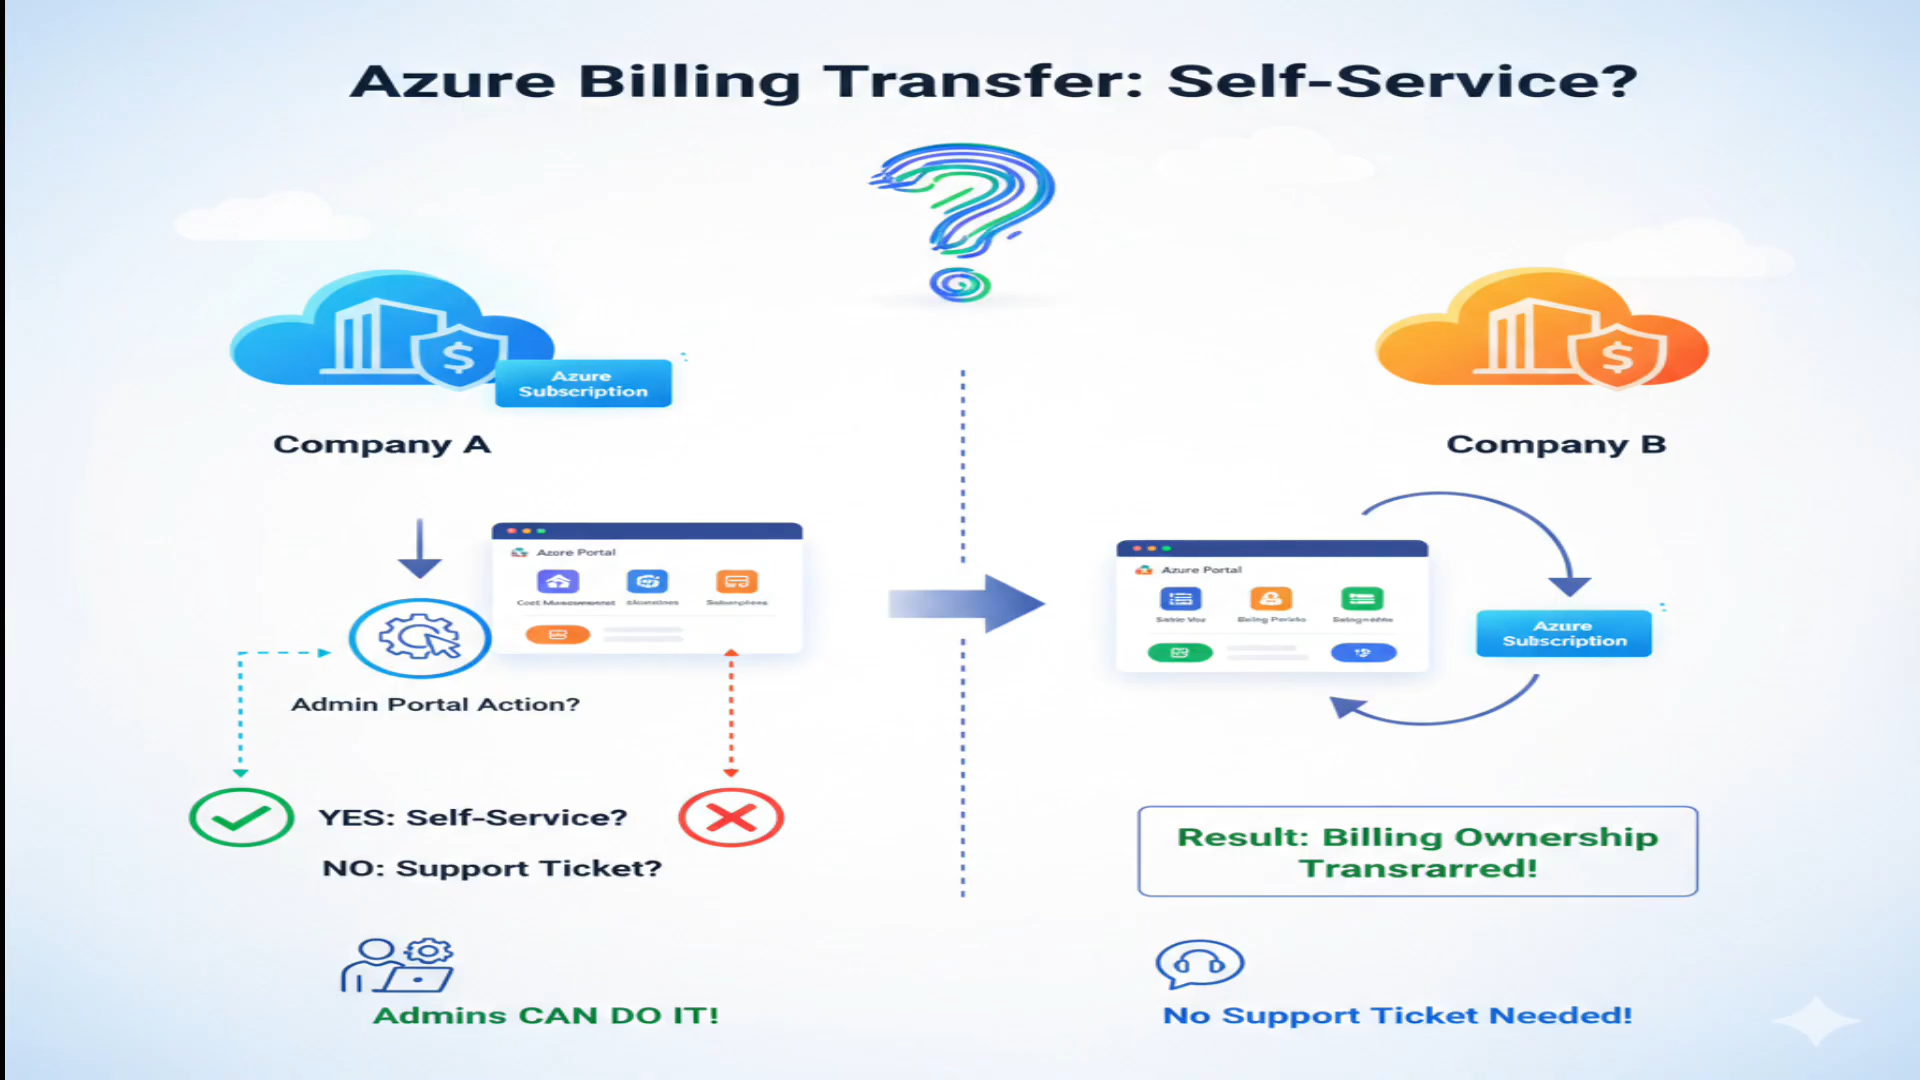 Azure Billing Transfer: Self-Service?
Azure
Subscription
Company A
Company B
Azore Portal
Azure Portal
Azure
Subscription
Admin Portal Action?
YES: Self-Service?
NO: Support Ticket?
Result: Billing Ownership
Transrarred!
Admins CAN DO IT!
No Support Ticket Needed!